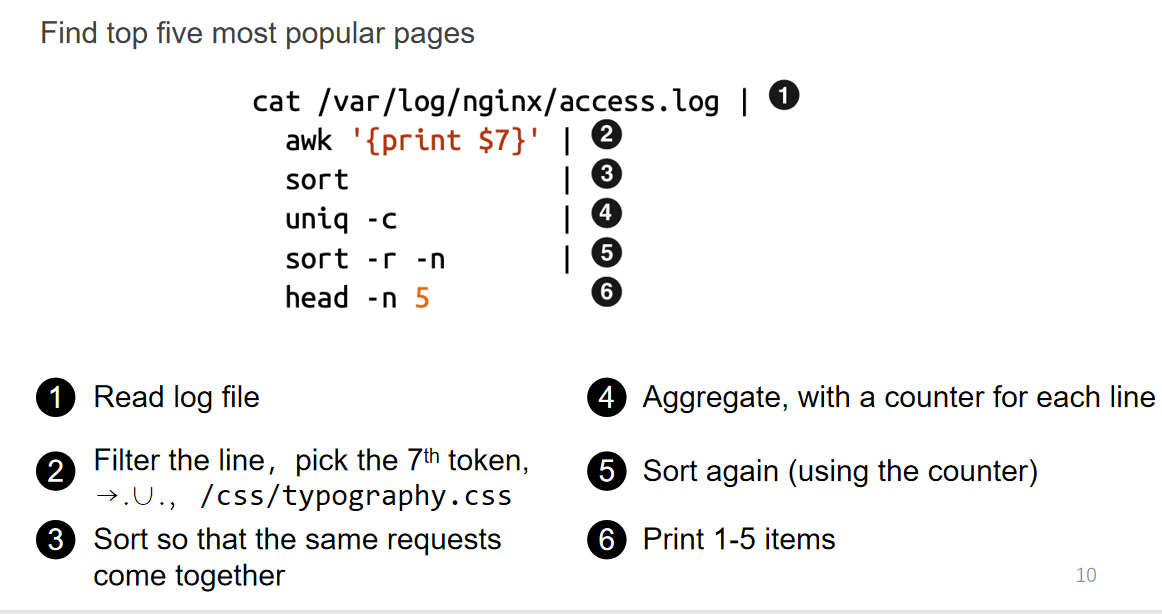 Find top five most popular pages
cat /var/log/nginx/access.log | 1
awk '{print $7}' | 2
sort | 3
uniq -c | 4
sort -r -n | 5
head -n 5 6
1 Read log file
2 Filter the line, pick the 7th token,
→.∪., /css/typography.css
3 Sort so that the same requests
come together
4 Aggregate, with a counter for each line
5 Sort again (using the counter)
6 Print 1-5 items
10